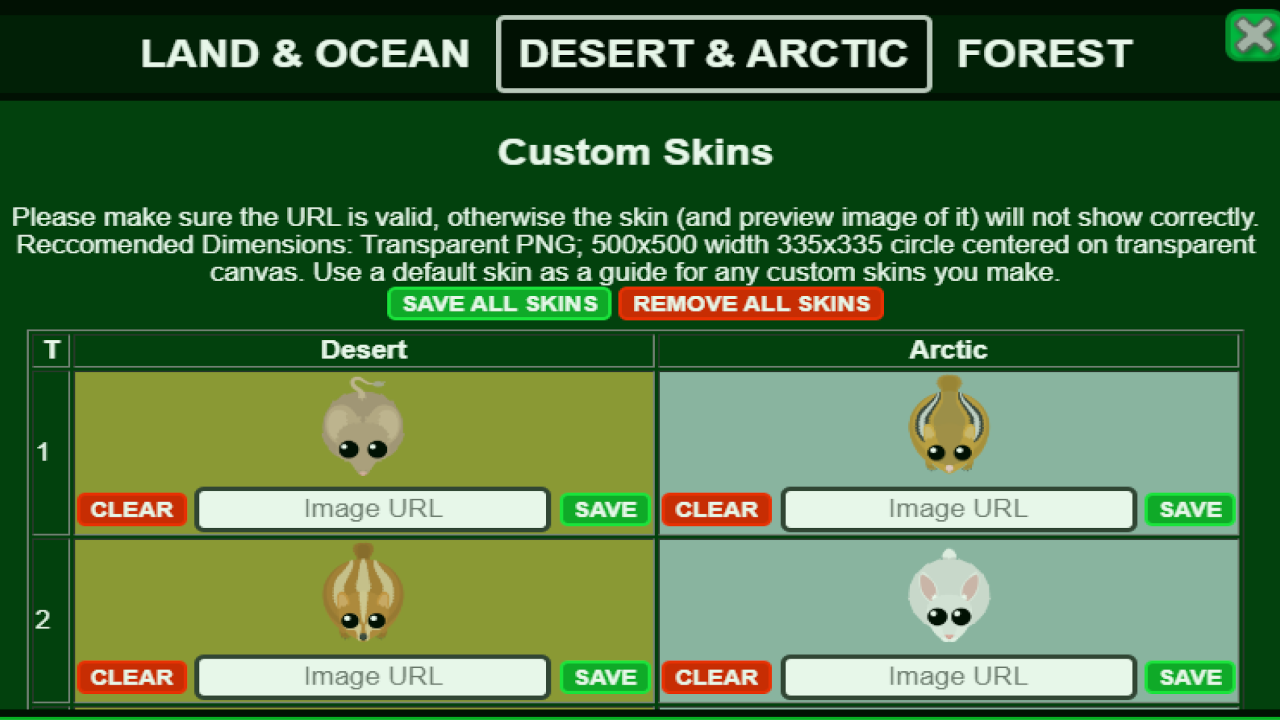 LAND & OCEAN DESERT & ARCTIC FOREST
Custom Skins
Please make sure the URL is valid, otherwise the skin (and preview image of it) will not show correctly.
Reccomended Dimensions: Transparent PNG; 500x500 width 335x335 circle centered on transparent
canvas. Use a default skin as a guide for any custom skins you make.
SAVE ALL SKINS REMOVE ALL SKINS
T Desert Arctic
1
CLEAR Image URL SAVE CLEAR Image URL SAVE
2
CLEAR Image URL SAVE CLEAR Image URL SAVE